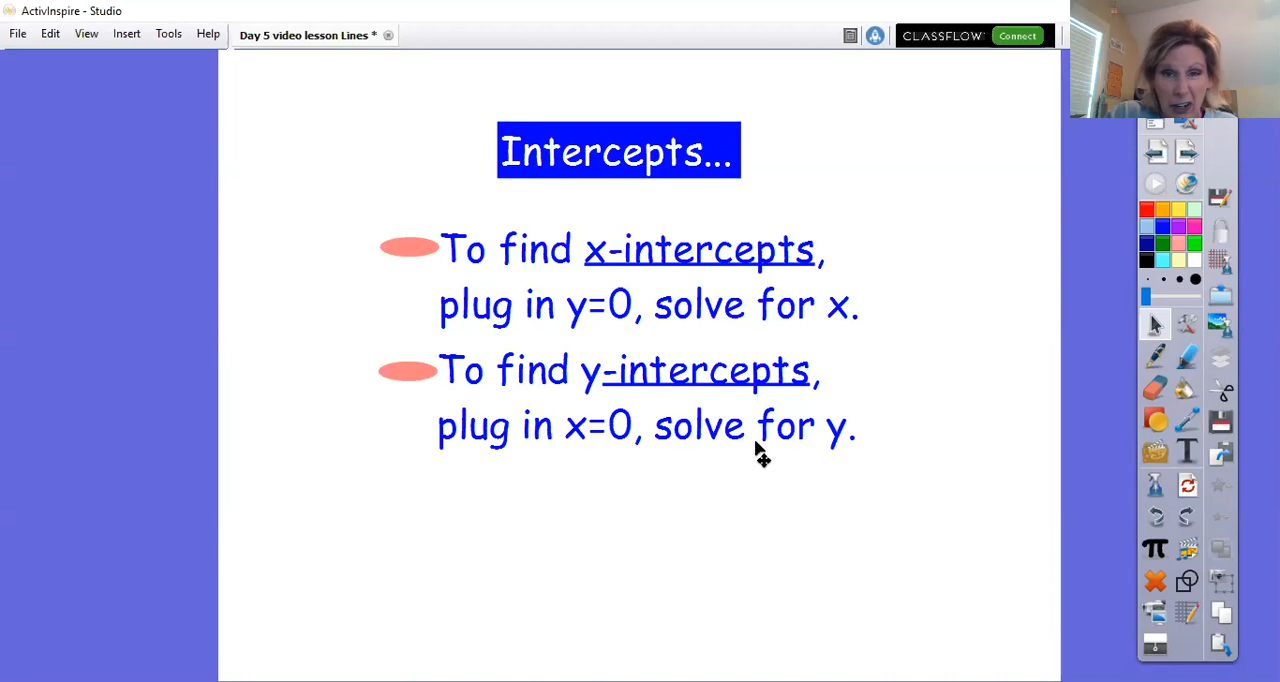 ActivInspire - Studio
File Edit View Insert Tools Help
Day 5 video lesson Lines *
CLASSFLOW Connect
Intercepts...
To find x-intercepts,
plug in y=0, solve for x.
To find y-intercepts,
plug in x=0, solve for y.